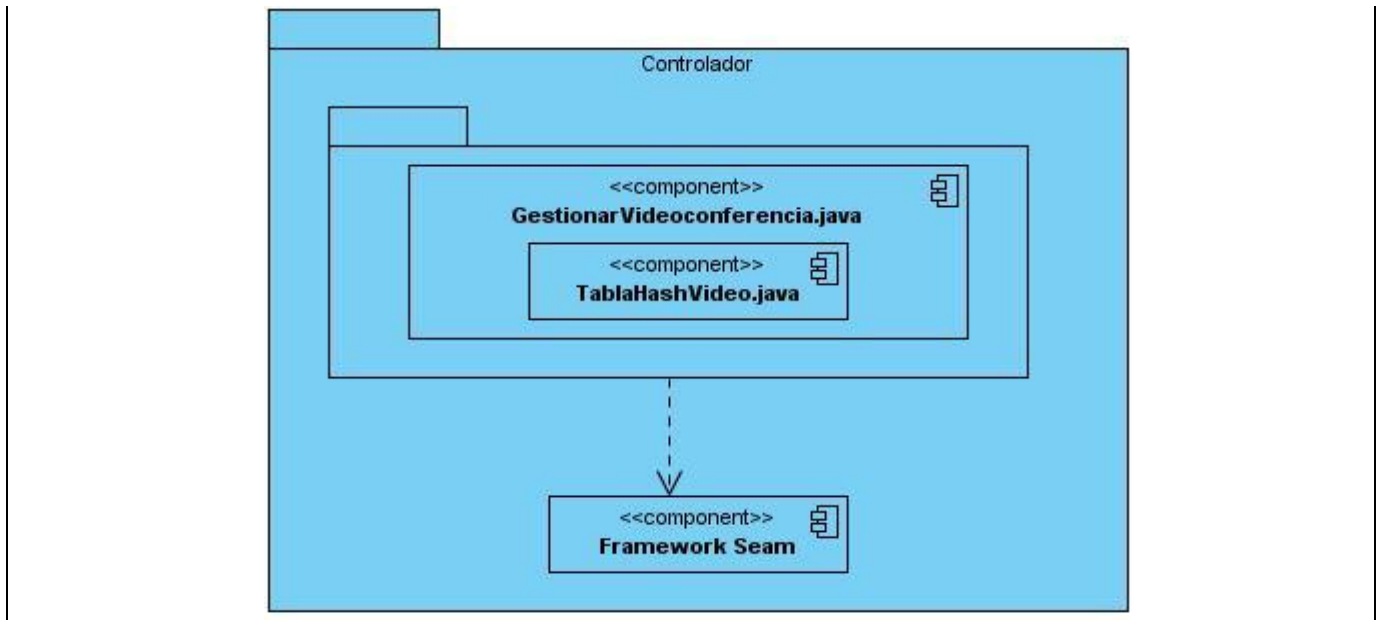 Controlador
<<component>>
GestionarVideoconferencia.java
<<component>>
TablaHashVideo.java
<<component>>
Framework Seam